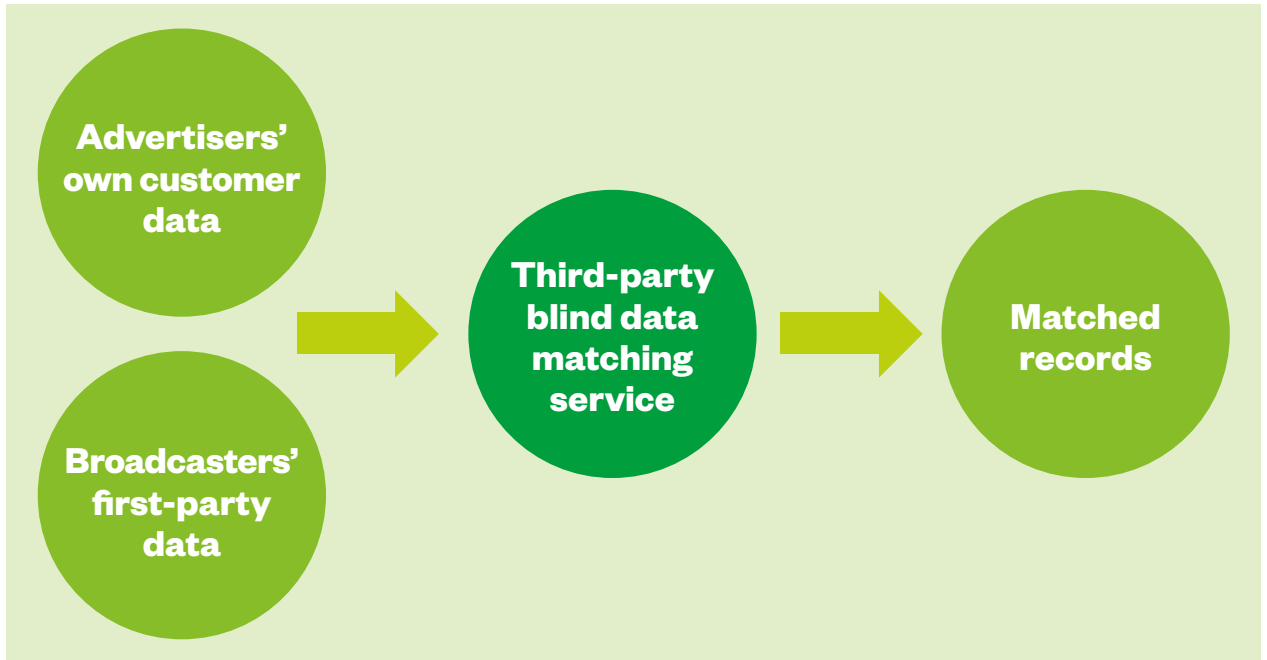 Advertisers’
own customer
data
Broadcasters’
first-party
data
Third-party
blind data
matching
service
Matched
records